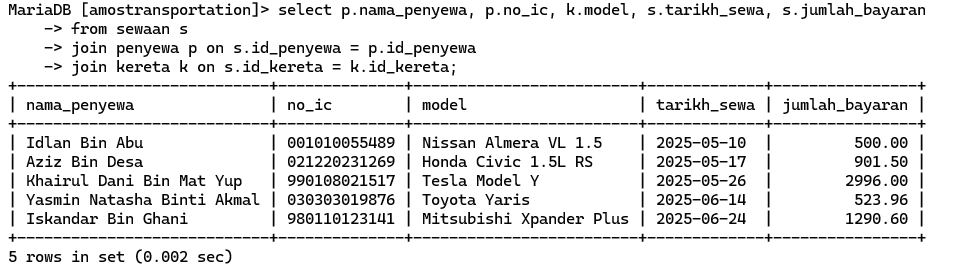 MariaDB [amostransportation]> select p.nama_penyewa, p.no_ic, k.model, s.tarikh_sewa, s.jumlah_bayaran
    -> from sewaan s
    -> join penyewa p on s.id_penyewa = p.id_penyewa
    -> join kereta k on s.id_kereta = k.id_kereta;
+----------------------------+--------------+-------------------------+-------------+----------------+
| nama_penyewa               | no_ic        | model                   | tarikh_sewa | jumlah_bayaran |
+----------------------------+--------------+-------------------------+-------------+----------------+
| Idlan Bin Abu              | 001010055489 | Nissan Almera VL 1.5    | 2025-05-10  |         500.00 |
| Aziz Bin Desa              | 021220231269 | Honda Civic 1.5L RS     | 2025-05-17  |         901.50 |
| Khairul Dani Bin Mat Yup   | 990108021517 | Tesla Model Y           | 2025-05-26  |        2996.00 |
| Yasmin Natasha Binti Akmal | 030303019876 | Toyota Yaris            | 2025-06-14  |         523.96 |
| Iskandar Bin Ghani         | 980110123141 | Mitsubishi Xpander Plus | 2025-06-24  |        1290.60 |
+----------------------------+--------------+-------------------------+-------------+----------------+
5 rows in set (0.002 sec)